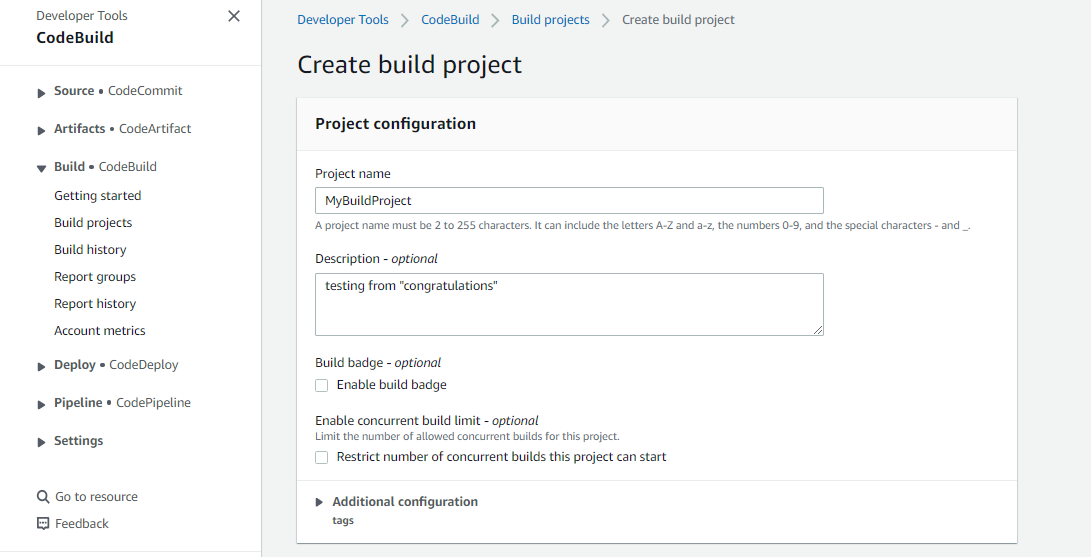 Developer Tools
CodeBuild
Source • CodeCommit
Artifacts • CodeArtifact
Build • CodeBuild
Getting started
Build projects
Build history
Report groups
Report history
Account metrics
Deploy • CodeDeploy
Pipeline • CodePipeline
Settings
Go to resource
Feedback
Developer Tools > CodeBuild > Build projects > Create build project
Create build project
Project configuration
Project name
MyBuildProject
A project name must be 2 to 255 characters. It can include the letters A-Z and a-z, the numbers 0-9, and the special characters - and _.
Description - optional
testing from "congratulations"
Build badge - optional
Enable build badge
Enable concurrent build limit - optional
Limit the number of allowed concurrent builds for this project.
Restrict number of concurrent builds this project can start
Additional configuration
tags